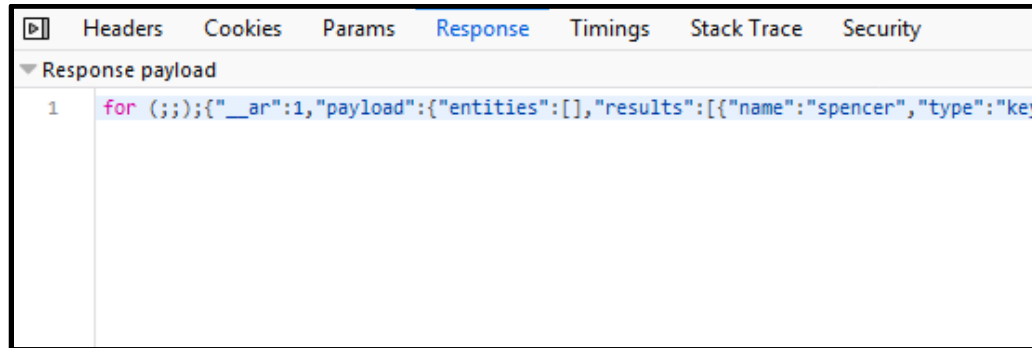 Headers Cookies Params Response Timings Stack Trace Security
Response payload
1 for (;;);{"__ar":1,"payload":{"entities":[],"results":[{"name":"spencer","type":"key